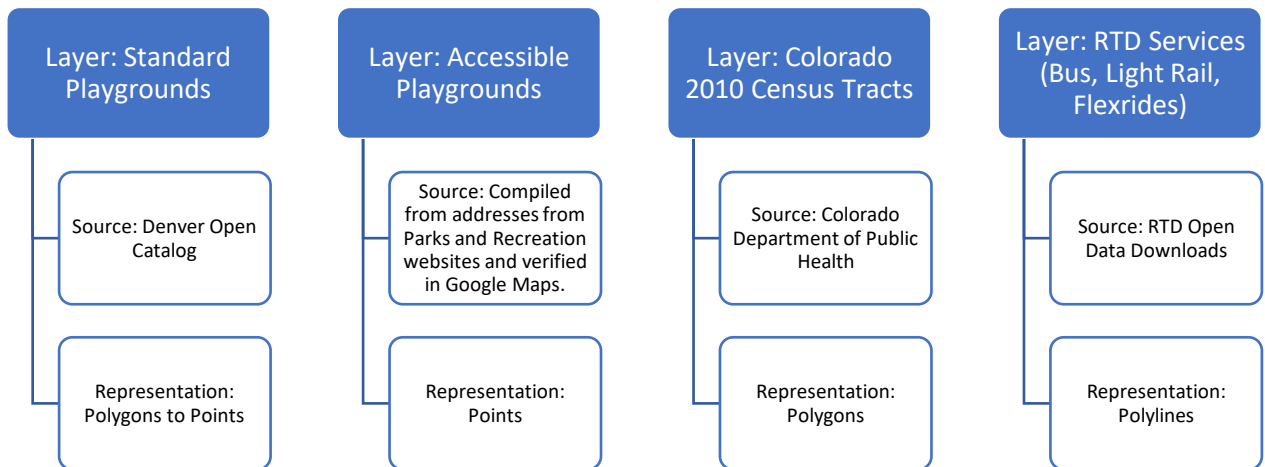 Layer: Standard
Playgrounds
Source: Denver Open
Catalog
Representation:
Polygons to Points
Layer: Accessible
Playgrounds
Source: Compiled
from addresses from
Parks and Recreation
websites and verified
in Google Maps.
Representation:
Points
Layer: Colorado
2010 Census Tracts
Source: Colorado
Department of Public
Health
Representation:
Polygons
Layer: RTD Services
(Bus, Light Rail,
Flexrides)
Source: RTD Open
Data Downloads
Representation:
Polylines